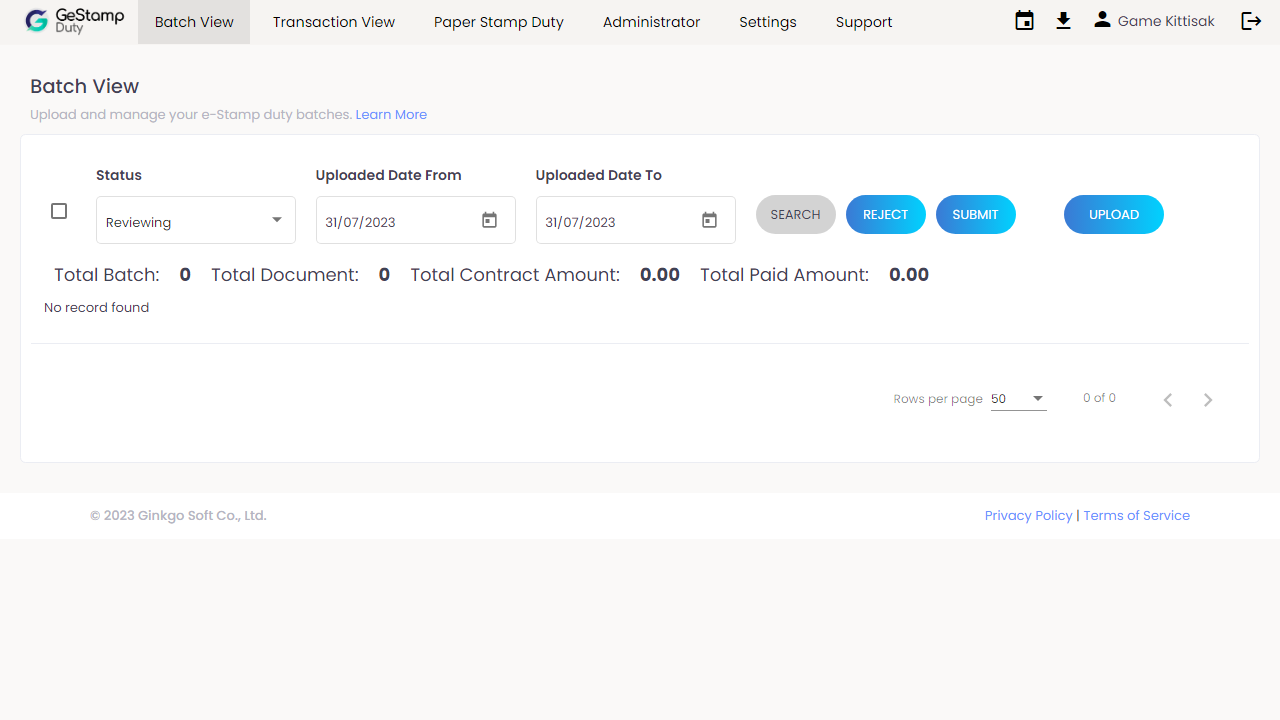 GeStamp Duty
Batch View Transaction View Paper Stamp Duty Administrator Settings Support Game Kittisak
Batch View
Upload and manage your e-Stamp duty batches. Learn More
Status Uploaded Date From Uploaded Date To
Reviewing 31/07/2023 31/07/2023 SEARCH REJECT SUBMIT UPLOAD
Total Batch: 0 Total Document: 0 Total Contract Amount: 0.00 Total Paid Amount: 0.00
No record found
Rows per page 50 0 of 0
© 2023 Ginkgo Soft Co., Ltd. Privacy Policy | Terms of Service